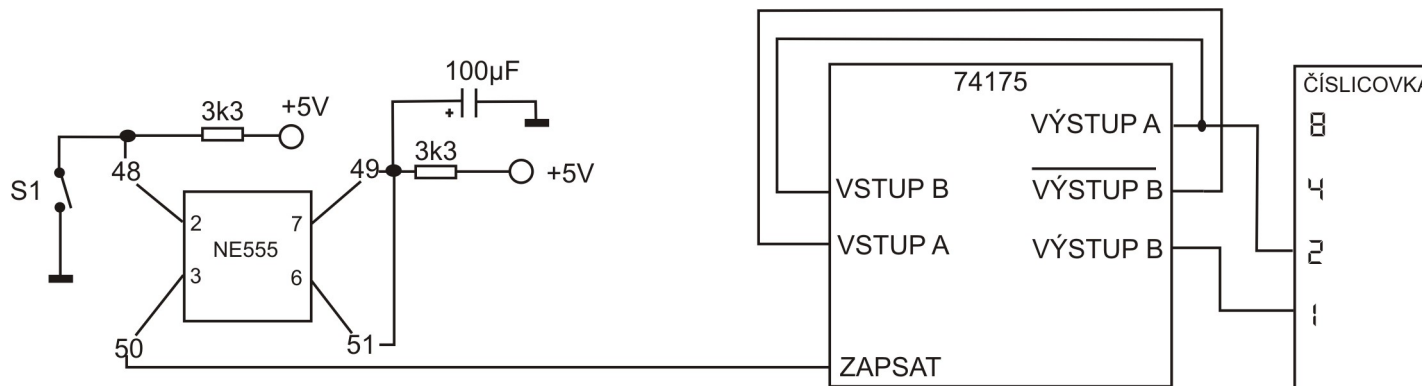 100µF
+
3k3
+5V
3k3
+5V
48
49
S1
2
7
NE555
3
6
50
51
74175
VÝSTUP A
VSTUP B
VÝSTUP B
VSTUP A
VÝSTUP B
ZAPSAT
ČÍSLICOVKA
8
4
2
1